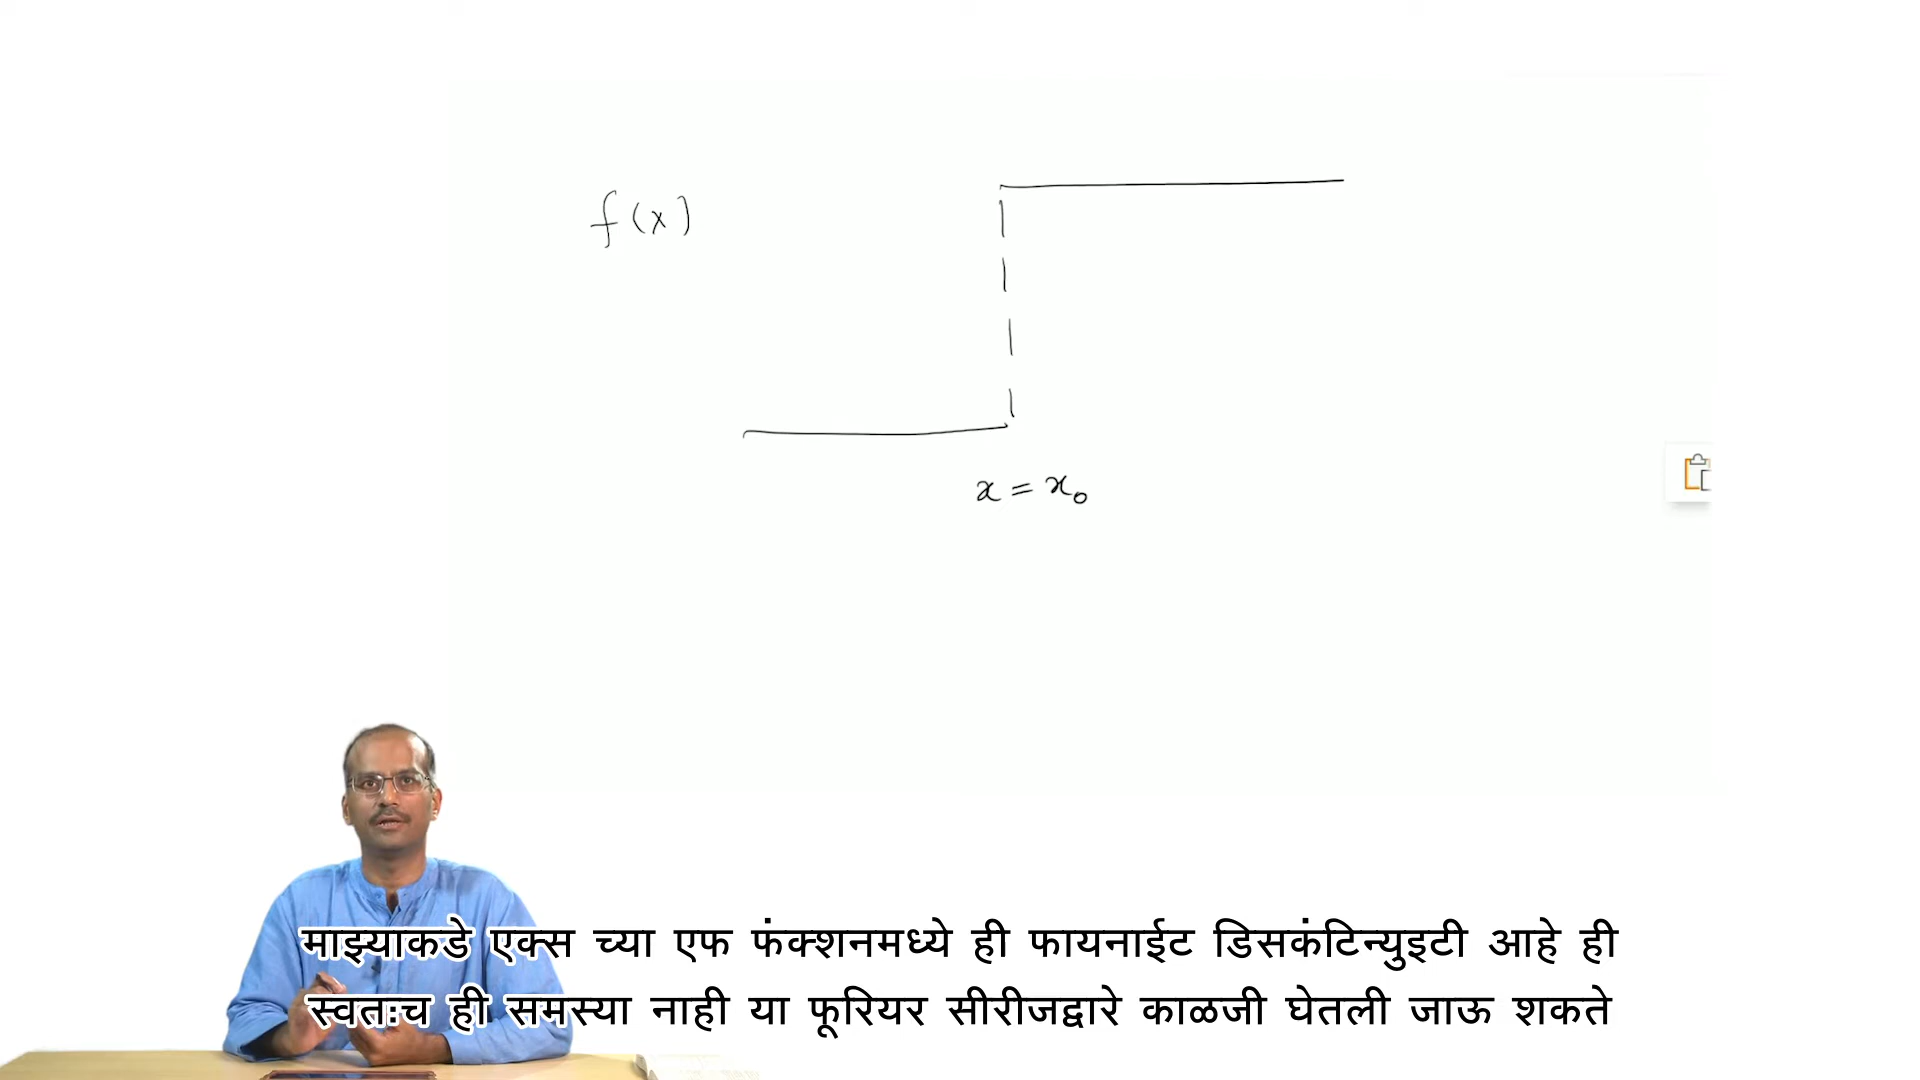 f(x)
x = x₀
माझ्याकडे एक्स च्या एफ फंक्शनमध्ये ही फायनाईट डिसकंटिन्युइटी आहे ही
स्वतःच ही समस्या नाही या फूरियर सीरीजद्वारे काळजी घेतली जाऊ शकते